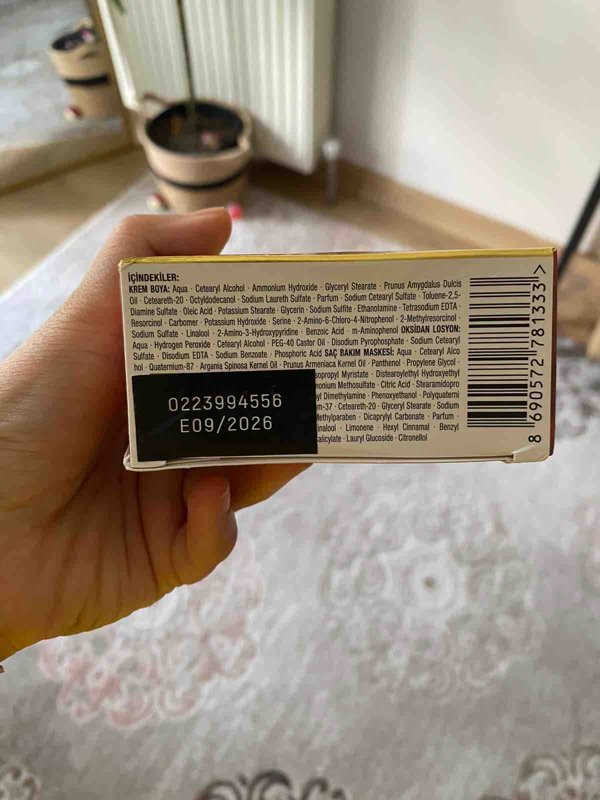 İÇİNDEKİLER:
KREM BOYA: Aqua · Cetearyl Alcohol · Ammonium Hydroxide · Glyceryl Stearate · Prunus Amygdalus Dulcis
Oil · Ceteareth-20 · Octyldodecanol · Sodium Laureth Sulfate · Parfum · Sodium Cetearyl Sulfate · Toluene-2,5-
Diamine Sulfate · Oleic Acid · Potassium Stearate · Glycerin · Sodium Sulfite · Ethanolamine · Tetrasodium EDTA ·
Resorcinol · Carbomer · Potassium Hydroxide · Serine · 2-Amino-6-Chloro-4-Nitrophenol · 2-Methylresorcinol ·
Sodium Sulfate · Linalool · 2-Amino-3-Hydroxypyridine · Benzoic Acid · m-Aminophenol OKSİDAN LOSYON:
Aqua · Hydrogen Peroxide · Cetearyl Alcohol · PEG-40 Castor Oil · Disodium Pyrophosphate · Sodium Cetearyl
Sulfate · Disodium EDTA · Sodium Benzoate · Phosphoric Acid SAÇ BAKIM MASKESİ: Aqua · Cetearyl Alco
hol · Quaternium-87 · Argania Spinosa Kernel Oil · Prunus Armeniaca Kernel Oil · Panthenol · Propylene Glycol ·
sopropyl Myristate · Distearoylethyl Hydroxyethyl
monium Methosulfate · Citric Acid · Stearamidopro
yl Dimethylamine · Phenoxyethanol · Polyquaterni
m-37 · Ceteareth-20 · Glyceryl Stearate · Sodium
Methylparaben · Dicaprylyl Carbonate · Parfum ·
inalool · Limonene · Hexyl Cinnamal · Benzyl
alicylate · Lauryl Glucoside · Citronellol
0223994556
E09/2026
8 690572 781333 >